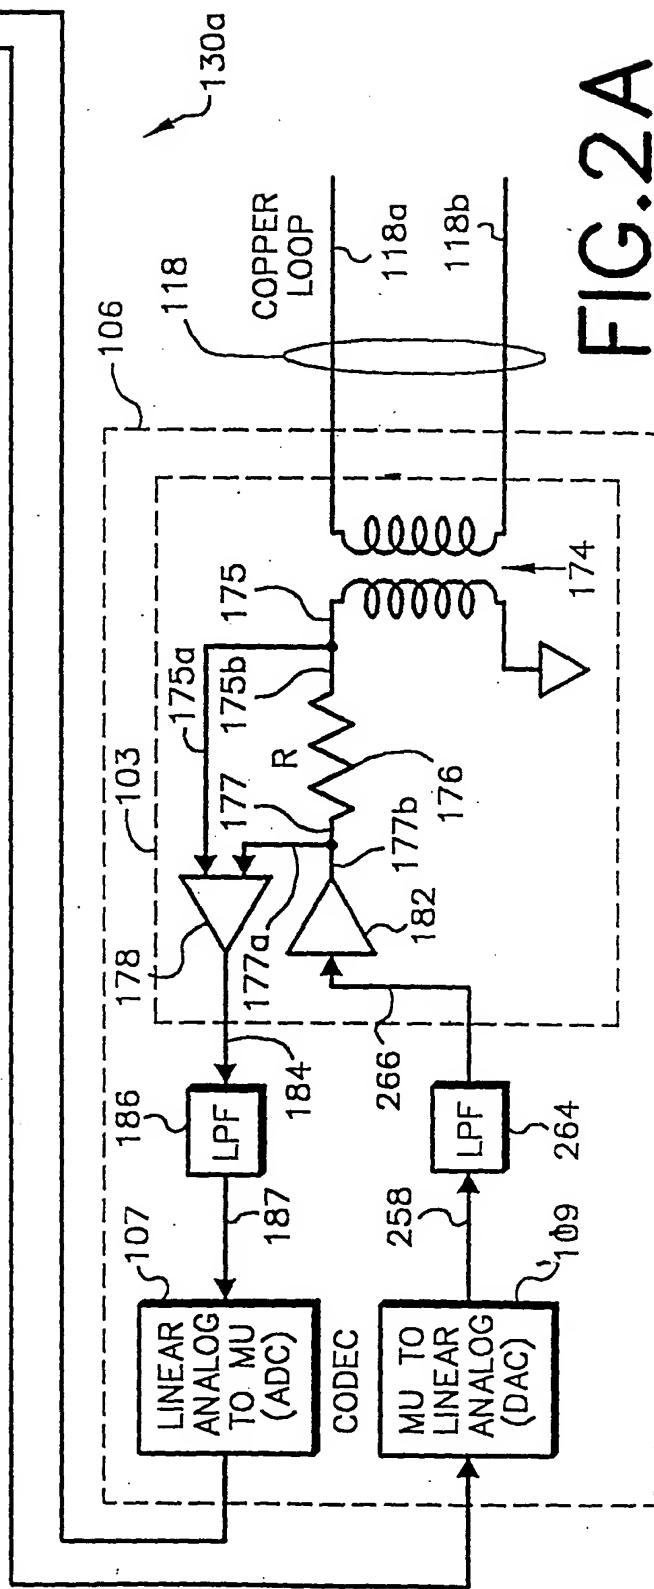 130a
106
118
COPPER
LOOP
118a
118b
103
175a
175
175b
R
177
176
177b
174
178
177a
182
184
266
186
LPF
LPF
264
187
258
107
LINEAR
ANALOG
TO MU
(ADC)
CODEC
MU TO
LINEAR
ANALOG
(DAC)
109
FIG.2A